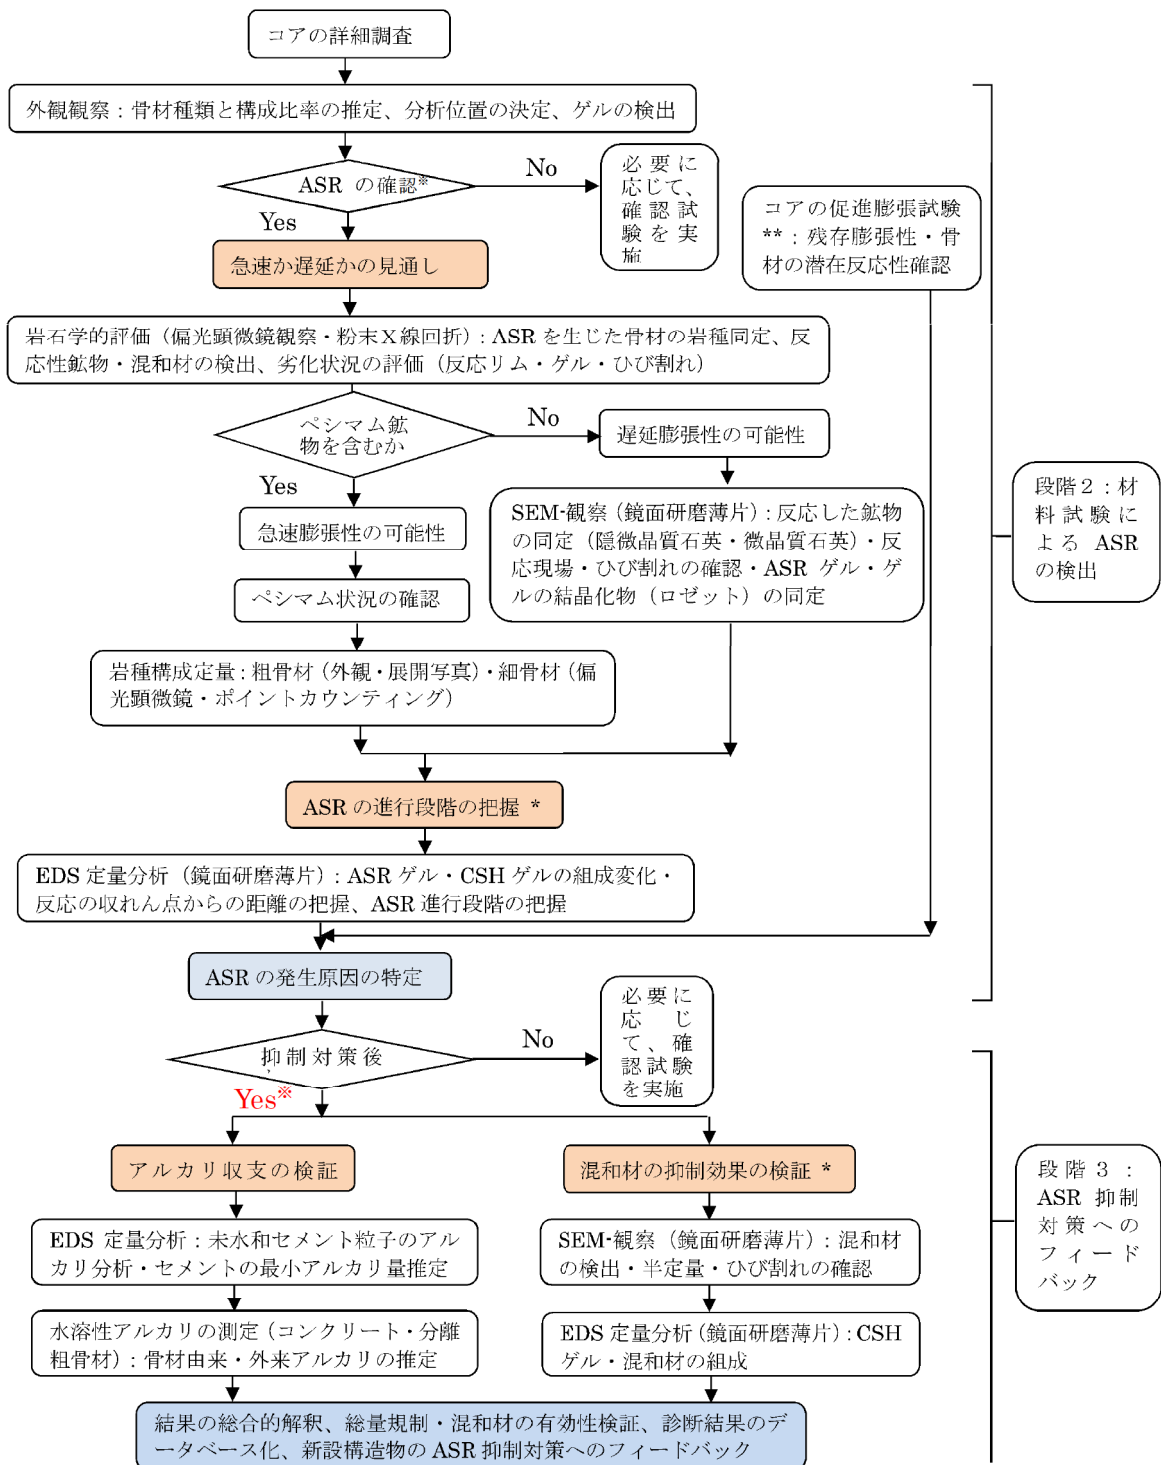 コアの詳細調査
外観観察：骨材種類と構成比率の推定、分析位置の決定、ゲルの検出
ASR の確認※
No
必要に
応じて、
確認試
験を実
施
Yes
コアの促進膨張試験
**：残存膨張性・骨
材の潜在反応性確認
急速か遅延かの見通し
岩石学的評価（偏光顕微鏡観察・粉末Ｘ線回折）：ASR を生じた骨材の岩種同定、反
応性鉱物・混和材の検出、劣化状況の評価（反応リム・ゲル・ひび割れ）
ペシマム鉱
物を含むか
No
遅延膨張性の可能性
Yes
急速膨張性の可能性
SEM-観察（鏡面研磨薄片）：反応した鉱物
の同定（隠微晶質石英・微晶質石英）・反
応現場・ひび割れの確認・ASR ゲル・ゲ
ルの結晶化物（ロゼット）の同定
段階２：材
料試験に
よる ASR
の検出
ペシマム状況の確認
岩種構成定量：粗骨材（外観・展開写真）・細骨材（偏
光顕微鏡・ポイントカウンティング）
ASR の進行段階の把握 *
EDS 定量分析（鏡面研磨薄片）：ASR ゲル・CSH ゲルの組成変化・
反応の収れん点からの距離の把握、ASR 進行段階の把握
ASR の発生原因の特定
抑制対策後
No
必要に
応じ
て、確
認試験
を実施
Yes※
アルカリ収支の検証
混和材の抑制効果の検証 *
段階３：
ASR 抑制
対策への
フィード
バック
EDS 定量分析：未水和セメント粒子のアル
カリ分析・セメントの最小アルカリ量推定
SEM-観察（鏡面研磨薄片）：混和材
の検出・半定量・ひび割れの確認
水溶性アルカリの測定（コンクリート・分離
粗骨材）：骨材由来・外来アルカリの推定
EDS 定量分析（鏡面研磨薄片）：CSH
ゲル・混和材の組成
結果の総合的解釈、総量規制・混和材の有効性検証、診断結果のデ
ータベース化、新設構造物の ASR 抑制対策へのフィードバック